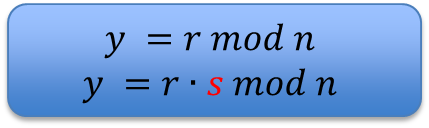 y = r mod n
y = r · s mod n